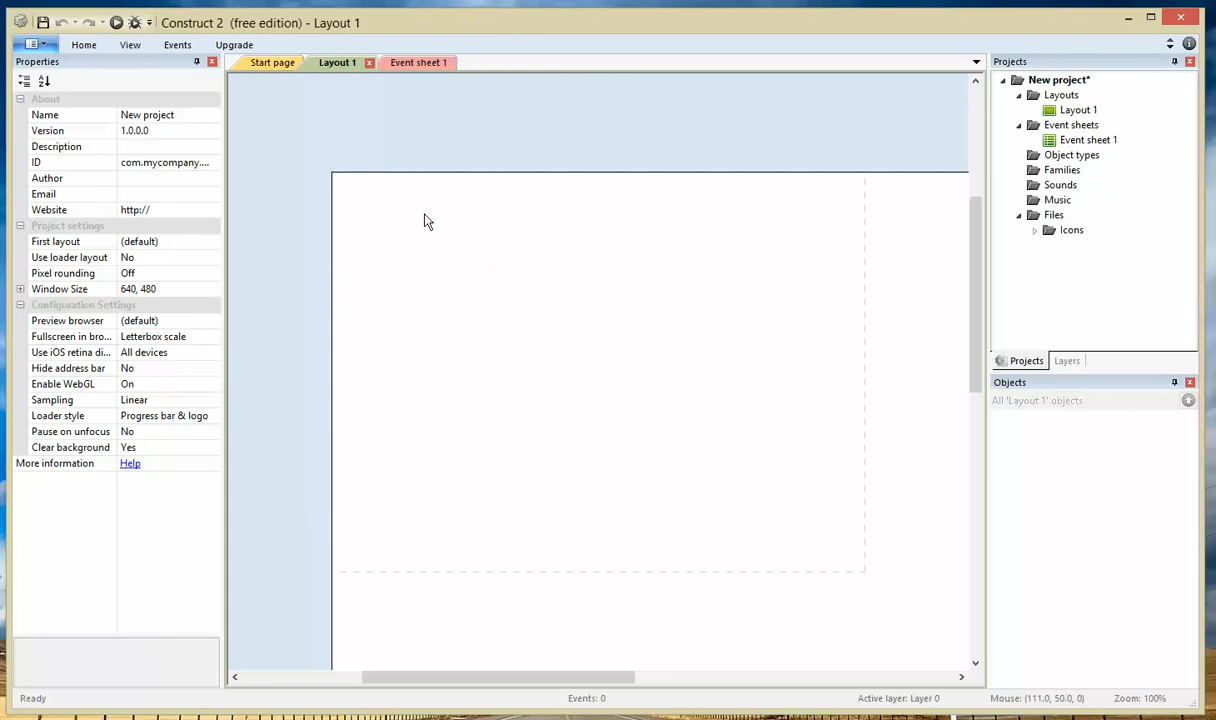 Construct 2 (free edition) - Layout 1
Home View Events Upgrade
Properties
Start page Layout 1 Event sheet 1
Projects
About
Name New project
Version 1.0.0.0
Description
ID com.mycompany....
Author
Email
Website http://
Project settings
First layout (default)
Use loader layout No
Pixel rounding Off
Window Size 640, 480
Configuration Settings
Preview browser (default)
Fullscreen in bro... Letterbox scale
Use iOS retina di... All devices
Hide address bar No
Enable WebGL On
Sampling Linear
Loader style Progress bar & logo
Pause on unfocus No
Clear background Yes
More information Help
New project*
Layouts
Layout 1
Event sheets
Event sheet 1
Object types
Families
Sounds
Music
Files
Icons
Projects Layers
Objects
All 'Layout 1' objects
Ready Events: 0 Active layer: Layer 0 Mouse: (111.0, 50.0, 0) Zoom: 100%